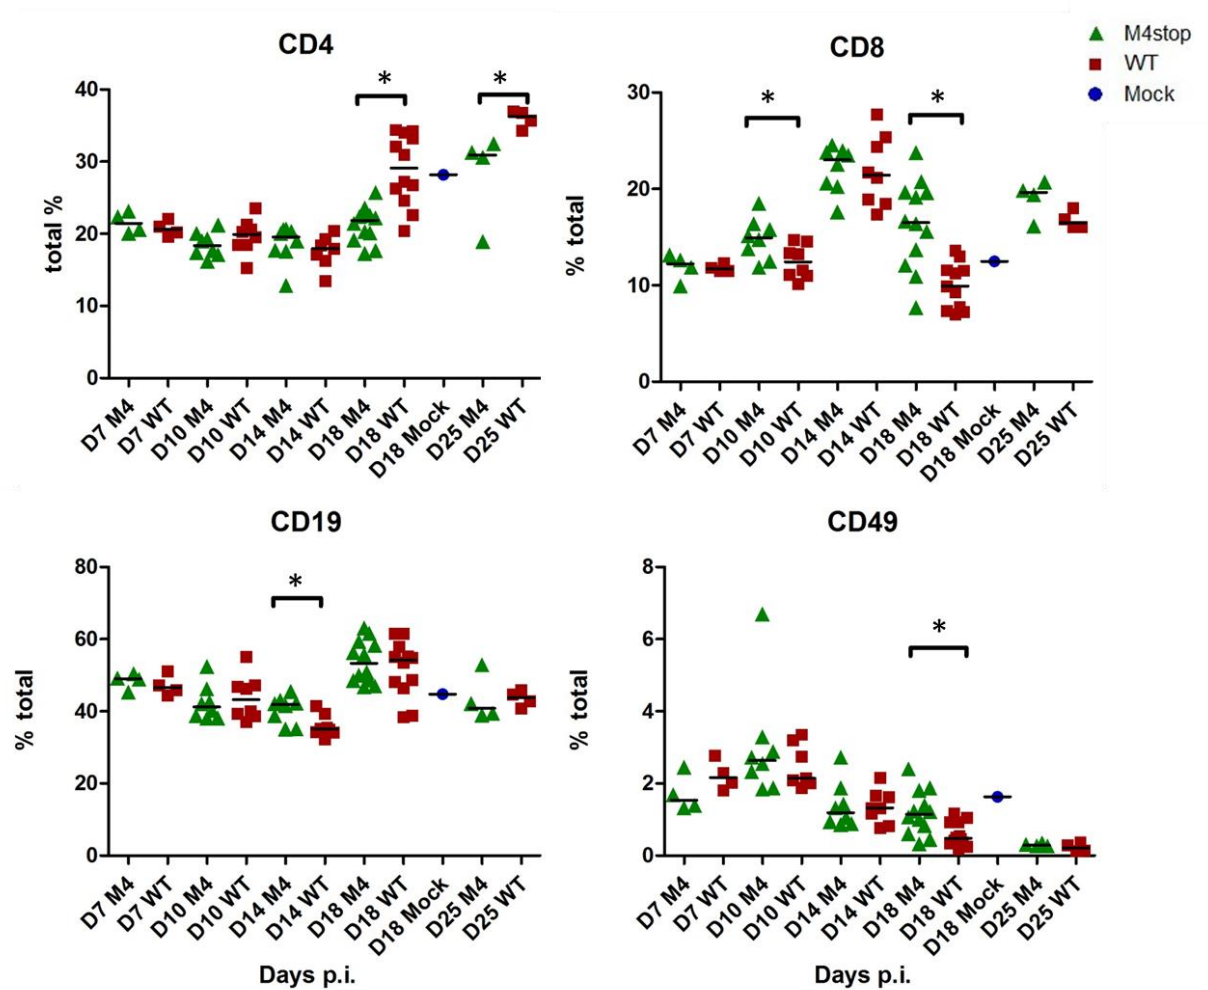 CD4
CD8
M4stop
WT
Mock
40
30
20
10
0
total %
*
*
D7 M4
D7 WT
D10 M4
D10 WT
D14 M4
D14 WT
D18 M4
D18 WT
D18 Mock
D25 M4
D25 WT
30
20
10
0
% total
*
*
D7 M4
D7 WT
D10 M4
D10 WT
D14 M4
D14 WT
D18 M4
D18 WT
D18 Mock
D25 M4
D25 WT
CD19
80
60
40
20
0
% total
*
D7 M4
D7 WT
D10 M4
D10 WT
D14 M4
D14 WT
D18 M4
D18 WT
D18 Mock
D25 M4
D25 WT
Days p.i.
CD49
8
6
4
2
0
% total
*
D7 M4
D7 WT
D10 M4
D10 WT
D14 M4
D14 WT
D18 M4
D18 WT
D18 Mock
D25 M4
D25 WT
Days p.i.